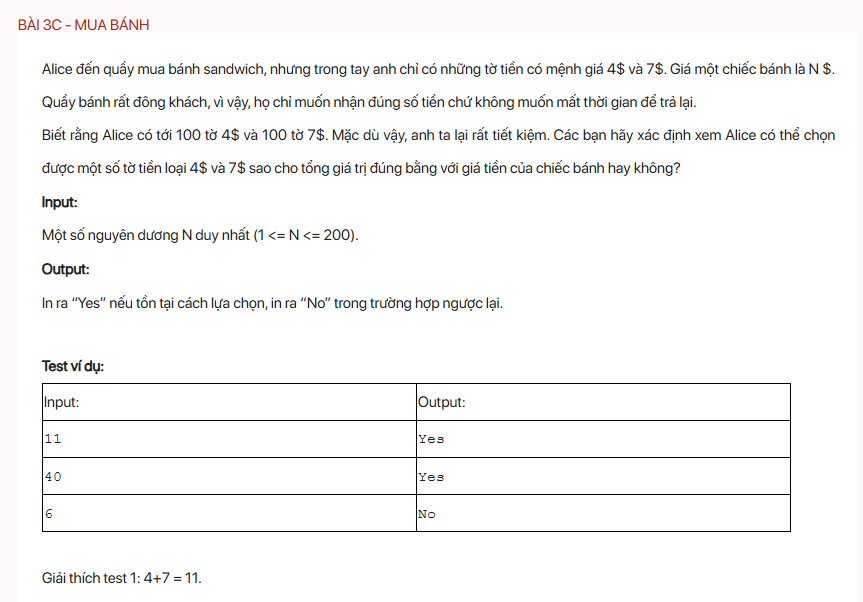 BÀI 3C - MUA BÁNH
Alice đến quầy mua bánh sandwich, nhưng trong tay anh chỉ có những tờ tiền có mệnh giá 4$ và 7$. Giá một chiếc bánh là N $.
Quầy bánh rất đông khách, vì vậy, họ chỉ muốn nhận đúng số tiền chứ không muốn mất thời gian để trả lại.
Biết rằng Alice có tới 100 tờ 4$ và 100 tờ 7$. Mặc dù vậy, anh ta lại rất tiết kiệm. Các bạn hãy xác định xem Alice có thể chọn
được một số tờ tiền loại 4$ và 7$ sao cho tổng giá trị đúng bằng với giá tiền của chiếc bánh hay không?
Input:
Một số nguyên dương N duy nhất (1 <= N <= 200).
Output:
In ra “Yes” nếu tồn tại cách lựa chọn, in ra “No” trong trường hợp ngược lại.
Test ví dụ:
Input: Output:
11 Yes
40 Yes
6 No
Giải thích test 1: 4+7 = 11.